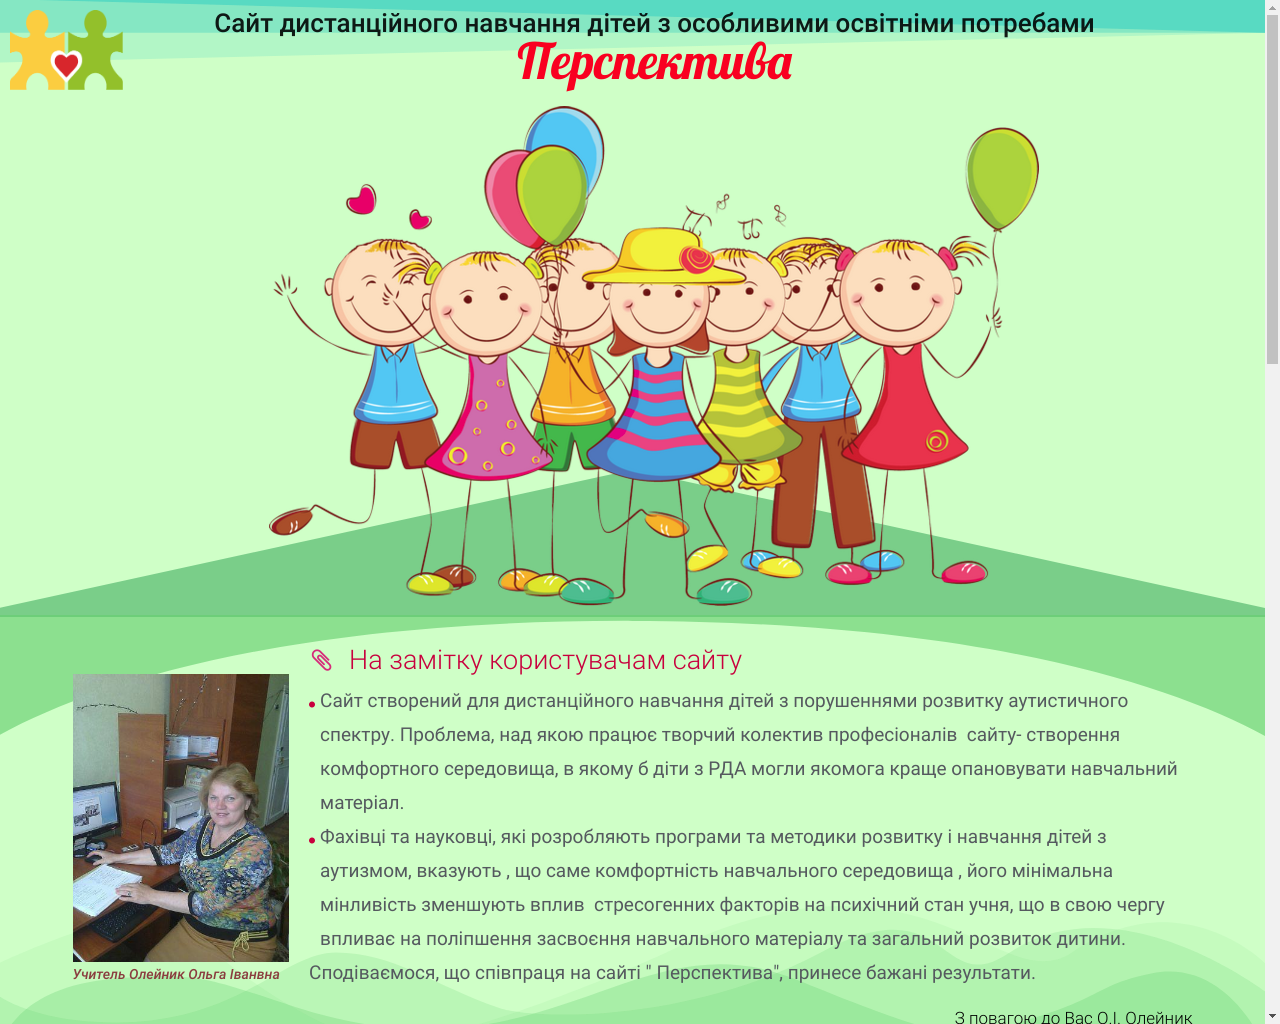 Сайт дистанційного навчання дітей з особливими освітніми потребами
Перспектива
На замітку користувачам сайту
Сайт створений для дистанційного навчання дітей з порушеннями розвитку аутистичного
спектру. Проблема, над якою працює творчий колектив професіоналів  сайту- створення
комфортного середовища, в якому б діти з РДА могли якомога краще опановувати навчальний
матеріал.
Фахівці та науковці, які розробляють програми та методики розвитку і навчання дітей з
аутизмом, вказують , що саме комфортність навчального середовища , його мінімальна
мінливість зменшують вплив  стресогенних факторів на психічний стан учня, що в свою чергу
впливає на поліпшення засвоєння навчального матеріалу та загальний розвиток дитини.
Сподіваємося, що співпраця на сайті " Перспектива", принесе бажані результати.
Учитель Олейник Ольга Іванвна
З повагою до Вас О.І. Олейник